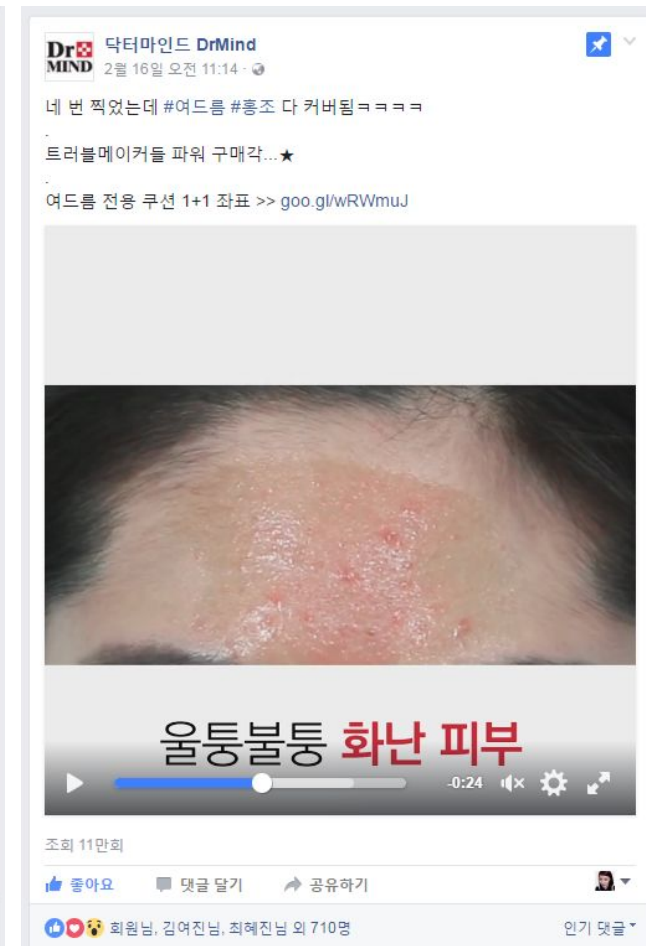 Dr
MIND
닥터마인드 DrMind
2월 16일 오전 11:14 ·
네 번 찍었는데 #여드름 #홍조 다 커버됨ㅋㅋㅋㅋ
.
트러블메이커들 파워 구매각...★
.
여드름 전용 쿠션 1+1 좌표 >> goo.gl/wRWmuJ
울퉁불퉁 화난 피부
-0:24
조회 11만회
좋아요 댓글 달기 공유하기
회원님, 김여진님, 최혜진님 외 710명 인기 댓글